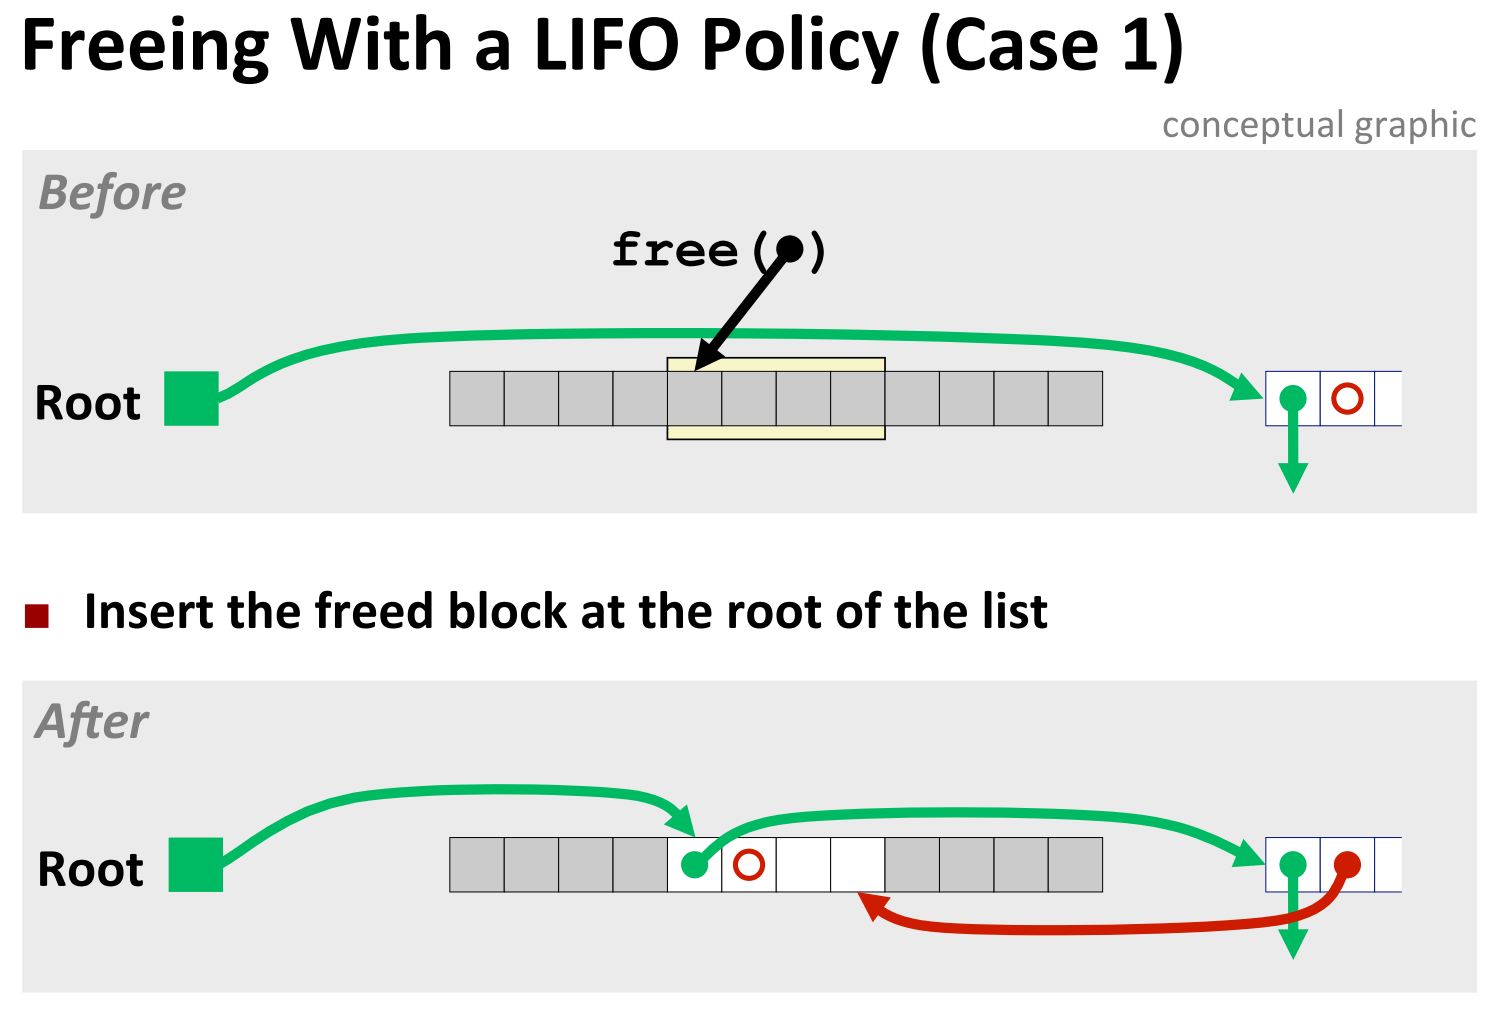 Freeing With a LIFO Policy (Case 1)
conceptual graphic
Before
free( )
Root
Insert the freed block at the root of the list
After
Root